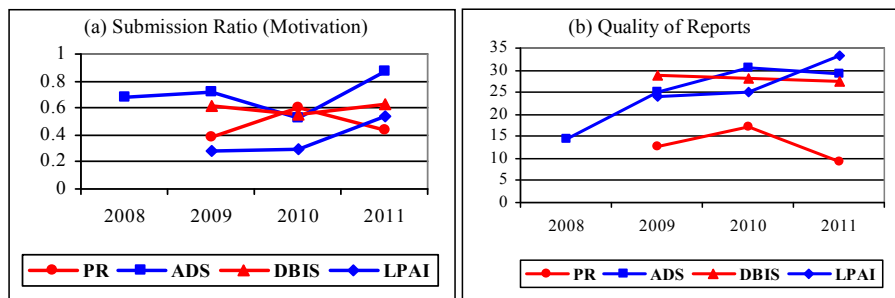 (a) Submission Ratio (Motivation)
1
0.8
0.6
0.4
0.2
0
2008 2009 2010 2011
PR ADS DBIS LPAI
(b) Quality of Reports
35
30
25
20
15
10
5
0
2008 2009 2010 2011
PR ADS DBIS LPAI